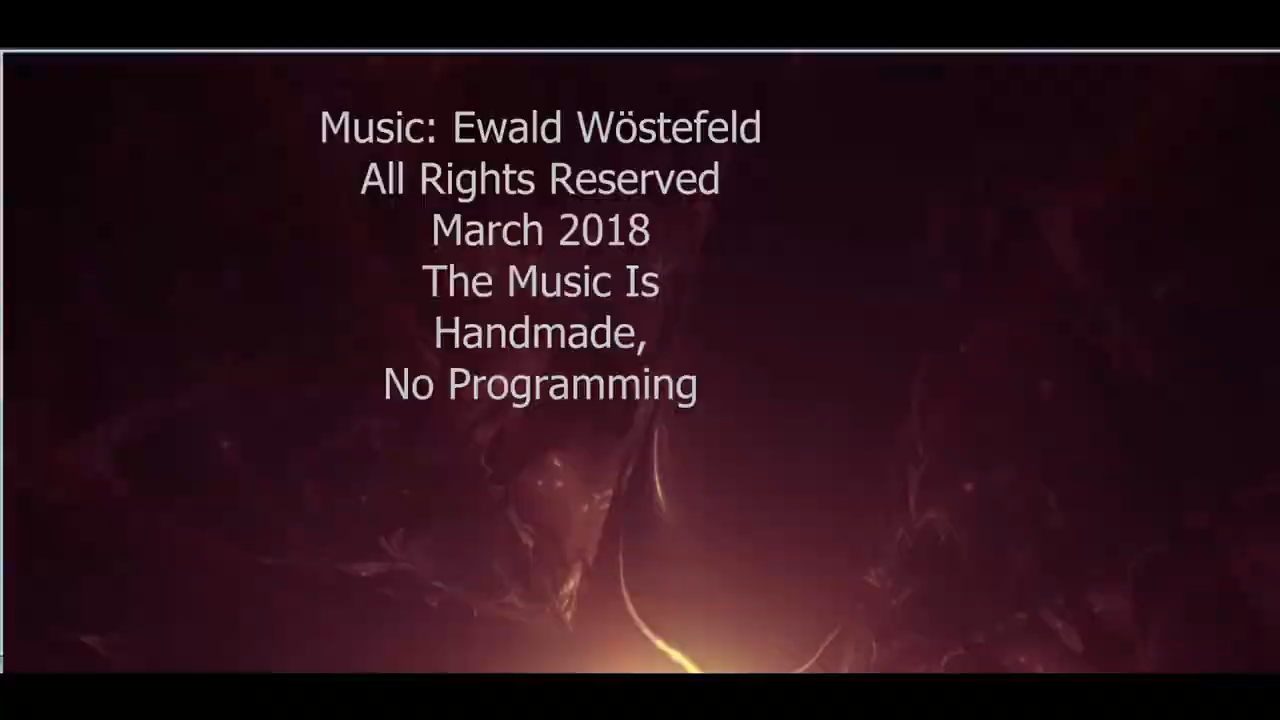 Music: Ewald Wöstefeld
All Rights Reserved
March 2018
The Music Is
Handmade,
No Programming